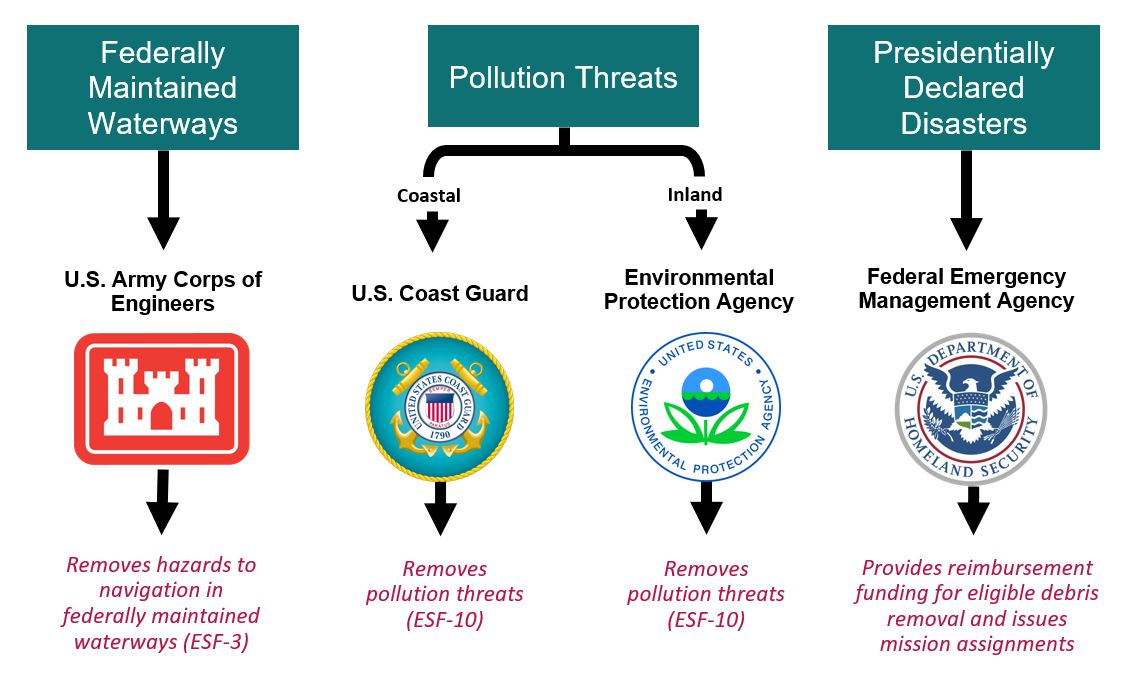 Federally
Maintained
Waterways
Pollution Threats
Presidentially
Declared
Disasters
Coastal
Inland
U.S. Army Corps of
Engineers
U.S. Coast Guard
Environmental
Protection Agency
Federal Emergency
Management Agency
UNITED STATES COAST GUARD
SEMPER
PARATUS
1790
UNITED STATES
ENVIRONMENTAL PROTECTION AGENCY
U.S. DEPARTMENT OF
HOMELAND SECURITY
Removes hazards to
navigation in
federally maintained
waterways (ESF-3)
Removes
pollution threats
(ESF-10)
Removes
pollution threats
(ESF-10)
Provides reimbursement
funding for eligible debris
removal and issues
mission assignments